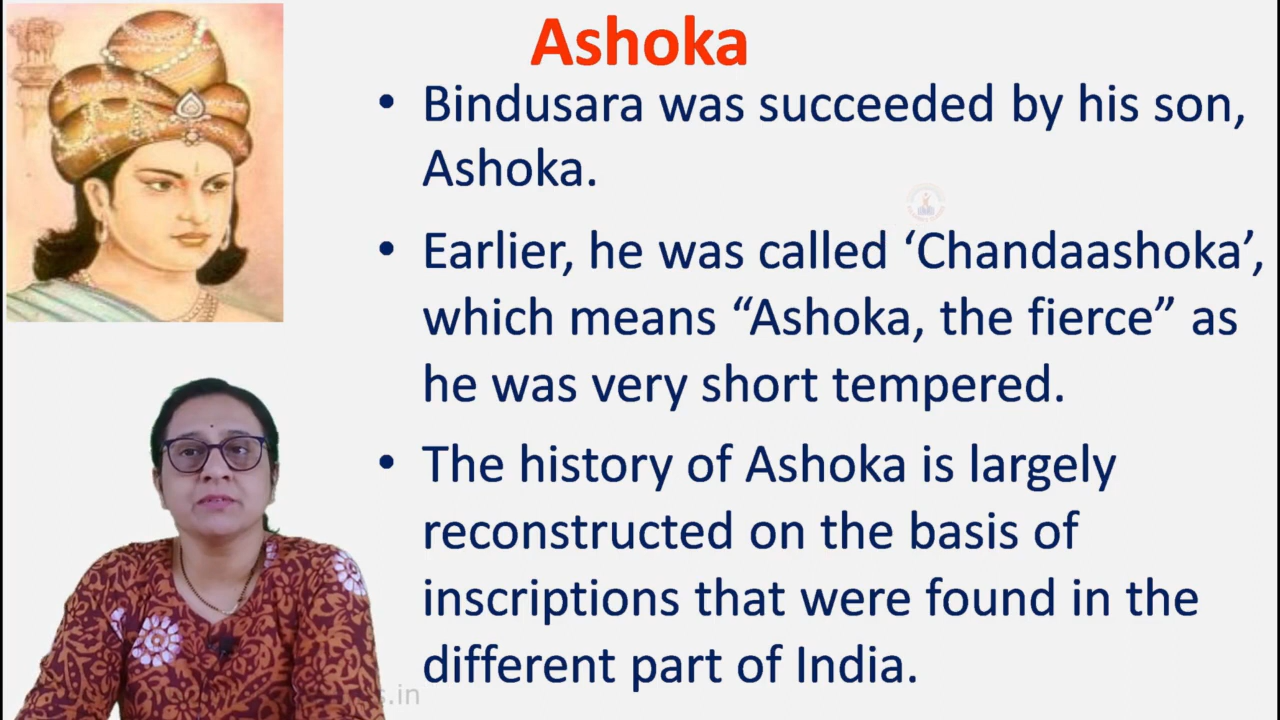 Ashoka
• Bindusara was succeeded by his son,
Ashoka.
• Earlier, he was called ‘Chandaashoka’,
which means “Ashoka, the fierce” as
he was very short tempered.
• The history of Ashoka is largely
reconstructed on the basis of
inscriptions that were found in the
different part of India.
s.in